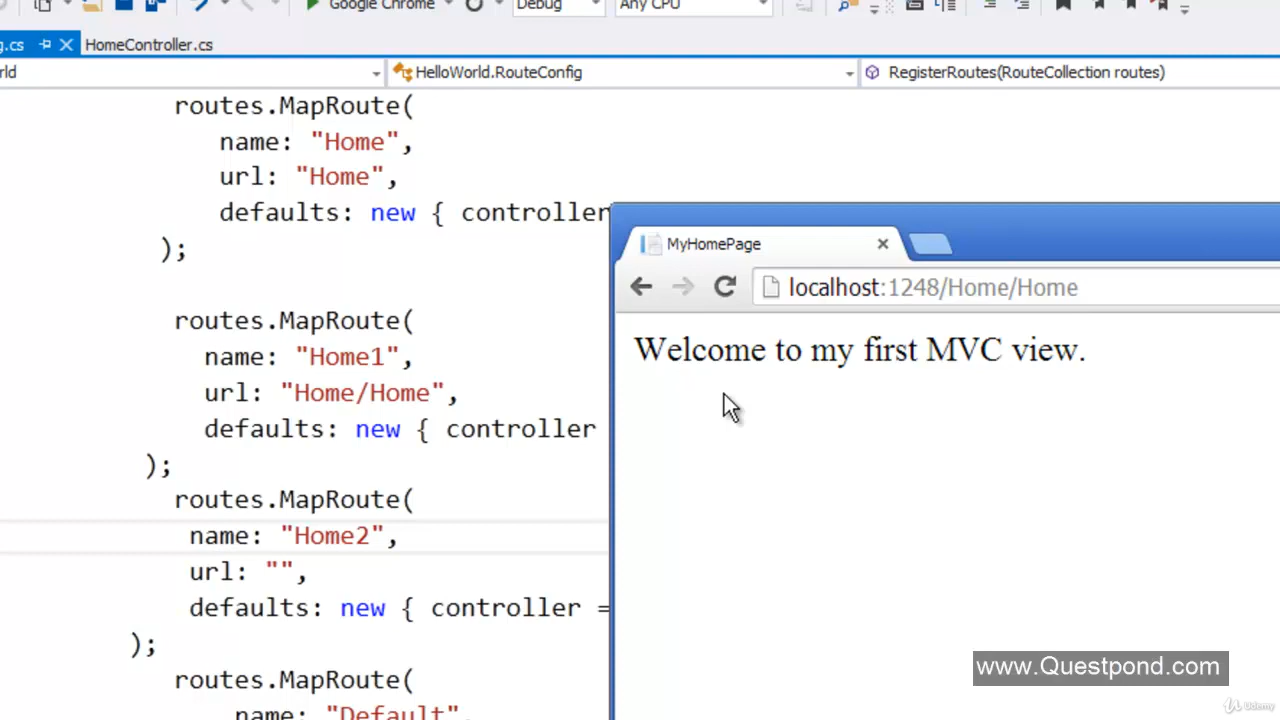 Google Chrome Debug Any CPU
g.cs HomeController.cs
rld HelloWorld.RouteConfig RegisterRoutes(RouteCollection routes)
routes.MapRoute(
name: "Home",
url: "Home",
defaults: new { controller
);
routes.MapRoute(
name: "Home1",
url: "Home/Home",
defaults: new { controller
);
routes.MapRoute(
name: "Home2",
url: "",
defaults: new { controller =
);
routes.MapRoute(
name: "Default",
MyHomePage
localhost:1248/Home/Home
Welcome to my first MVC view.
www.Questpond.com
Udemy